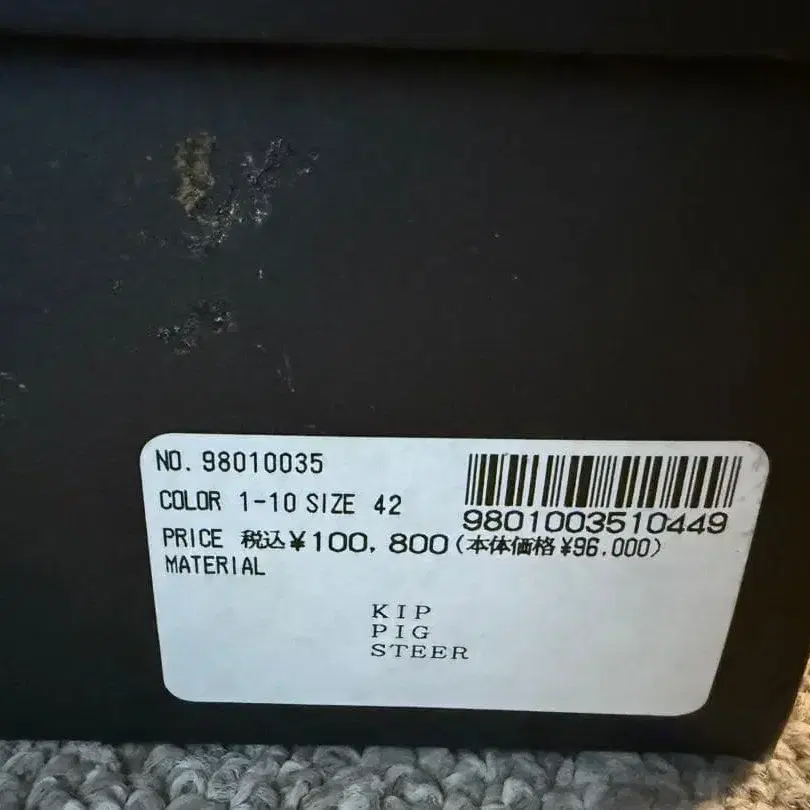 NO. 98010035
COLOR 1-10 SIZE 42
9801003510449
PRICE 税込¥100,800(本体価格¥96,000)
MATERIAL
KIP
PIG
STEER